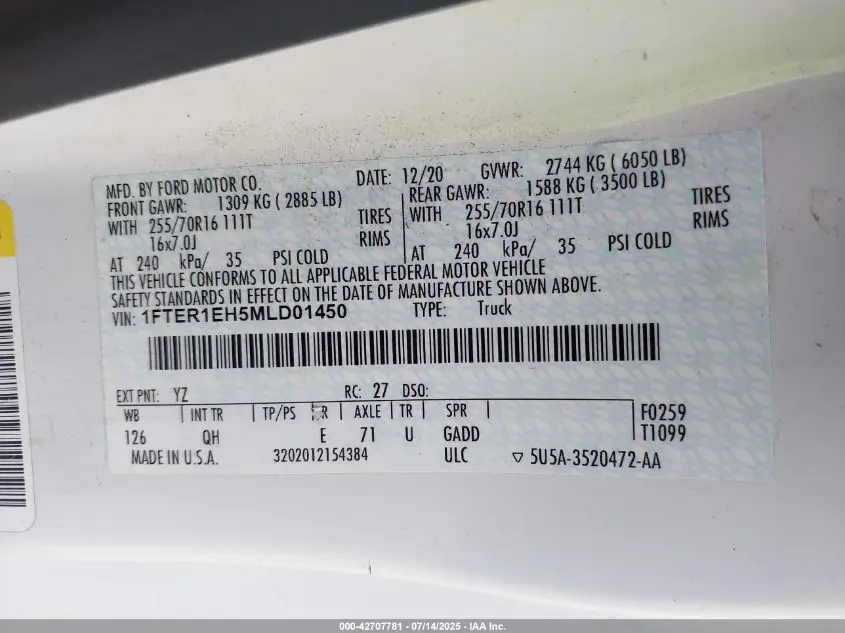 MFD. BY FORD MOTOR CO. DATE: 12/20 GVWR: 2744 KG ( 6050 LB)
FRONT GAWR: 1309 KG ( 2885 LB) REAR GAWR: 1588 KG ( 3500 LB)
WITH 255/70R16 111T TIRES WITH 255/70R16 111T TIRES
16x7.0J RIMS 16x7.0J RIMS
AT 240 kPa/ 35 PSI COLD AT 240 kPa/ 35 PSI COLD
THIS VEHICLE CONFORMS TO ALL APPLICABLE FEDERAL MOTOR VEHICLE
SAFETY STANDARDS IN EFFECT ON THE DATE OF MANUFACTURE SHOWN ABOVE.
VIN: 1FTER1EH5MLD01450 TYPE: Truck
EXT PNT: YZ RC: 27 DSO:
WB INT TR TP/PS R AXLE TR SPR F0259
126 QH E 71 U GADD T1099
MADE IN U.S.A. 3202012154384 ULC ▽ 5U5A-3520472-AA
000-42707781 - 07/14/2025 - IAA Inc.